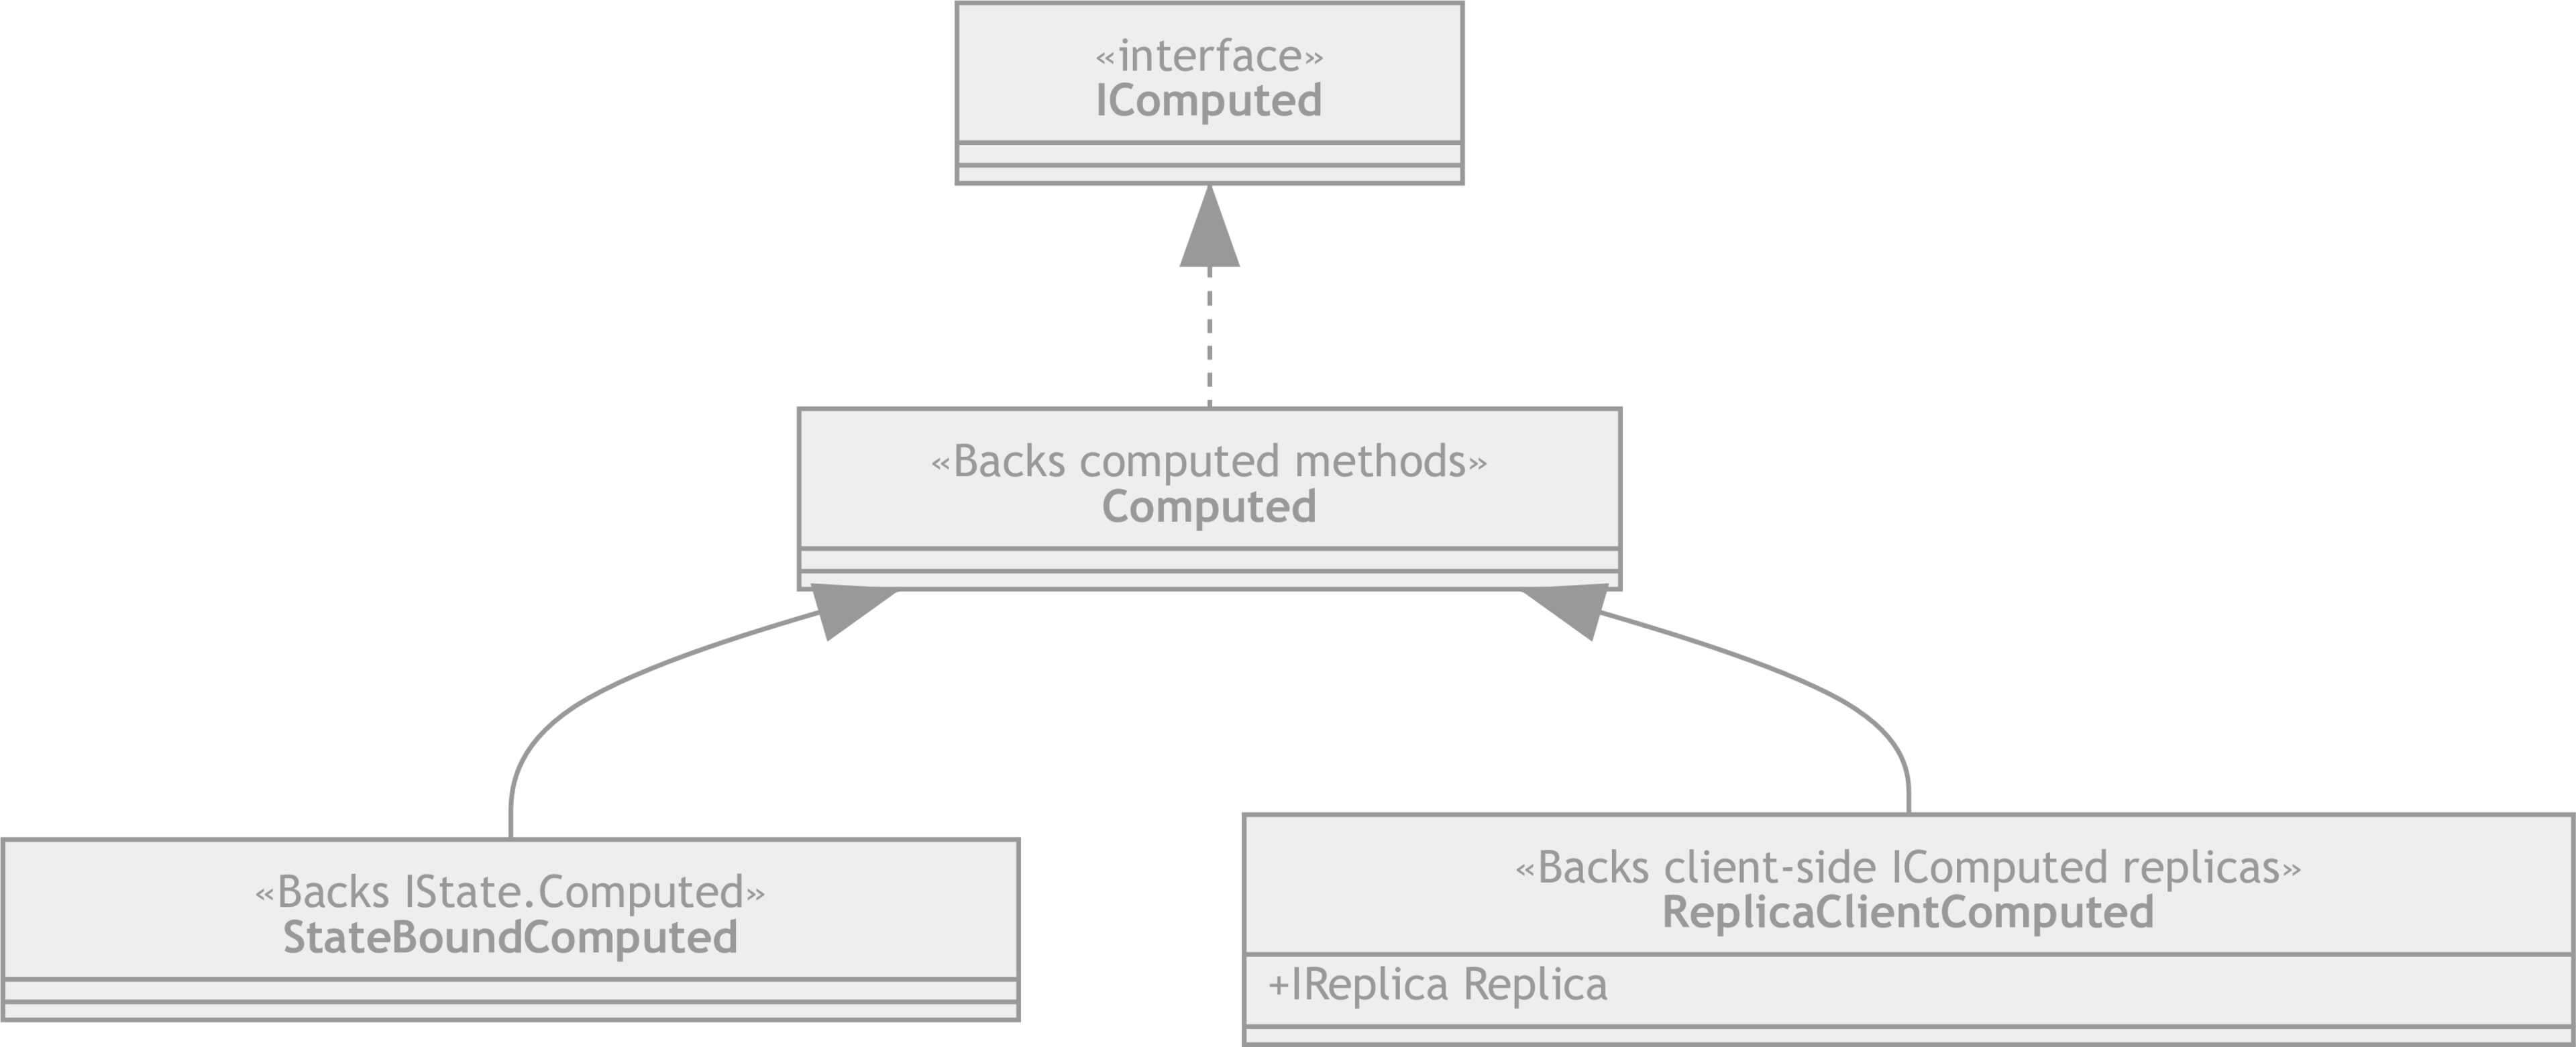 «interface»
IComputed
«Backs computed methods»
Computed
«Backs IState.Computed»
StateBoundComputed
«Backs client-side IComputed replicas»
ReplicaClientComputed
+IReplica Replica